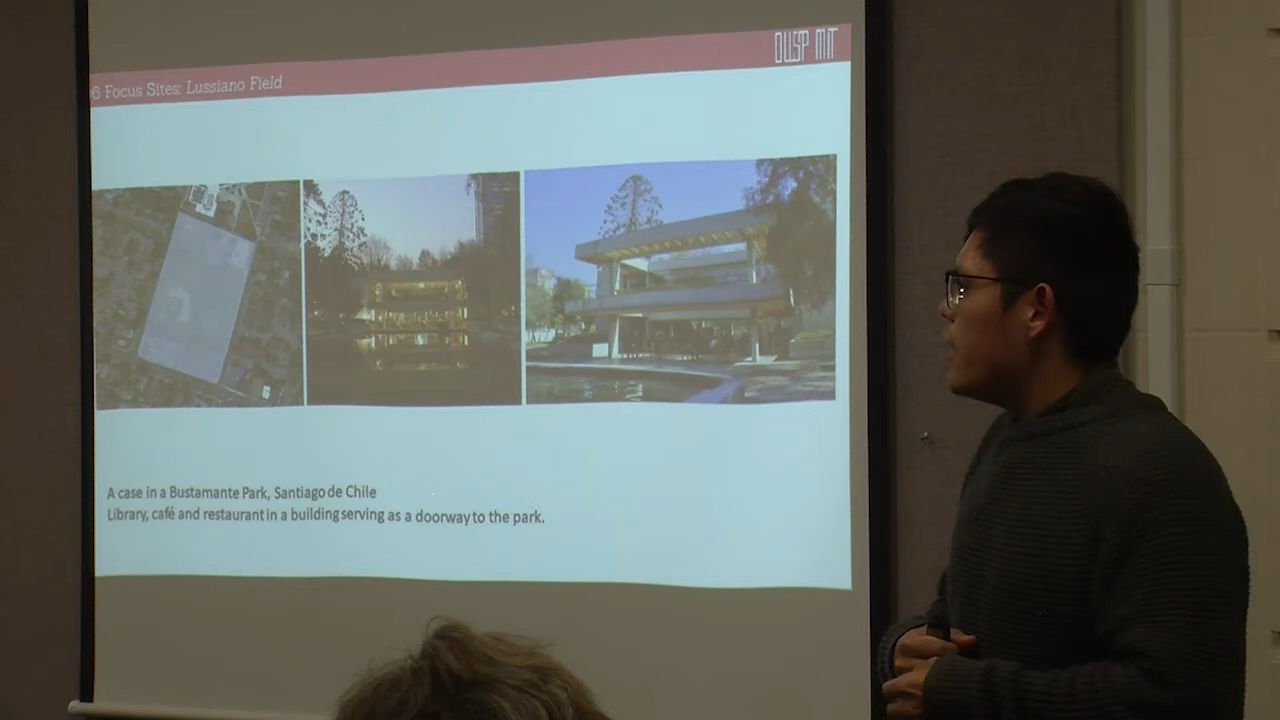 6 Focus Sites: Lussiano Field
DUSP MIT
A case in a Bustamante Park, Santiago de Chile
Library, café and restaurant in a building serving as a doorway to the park.